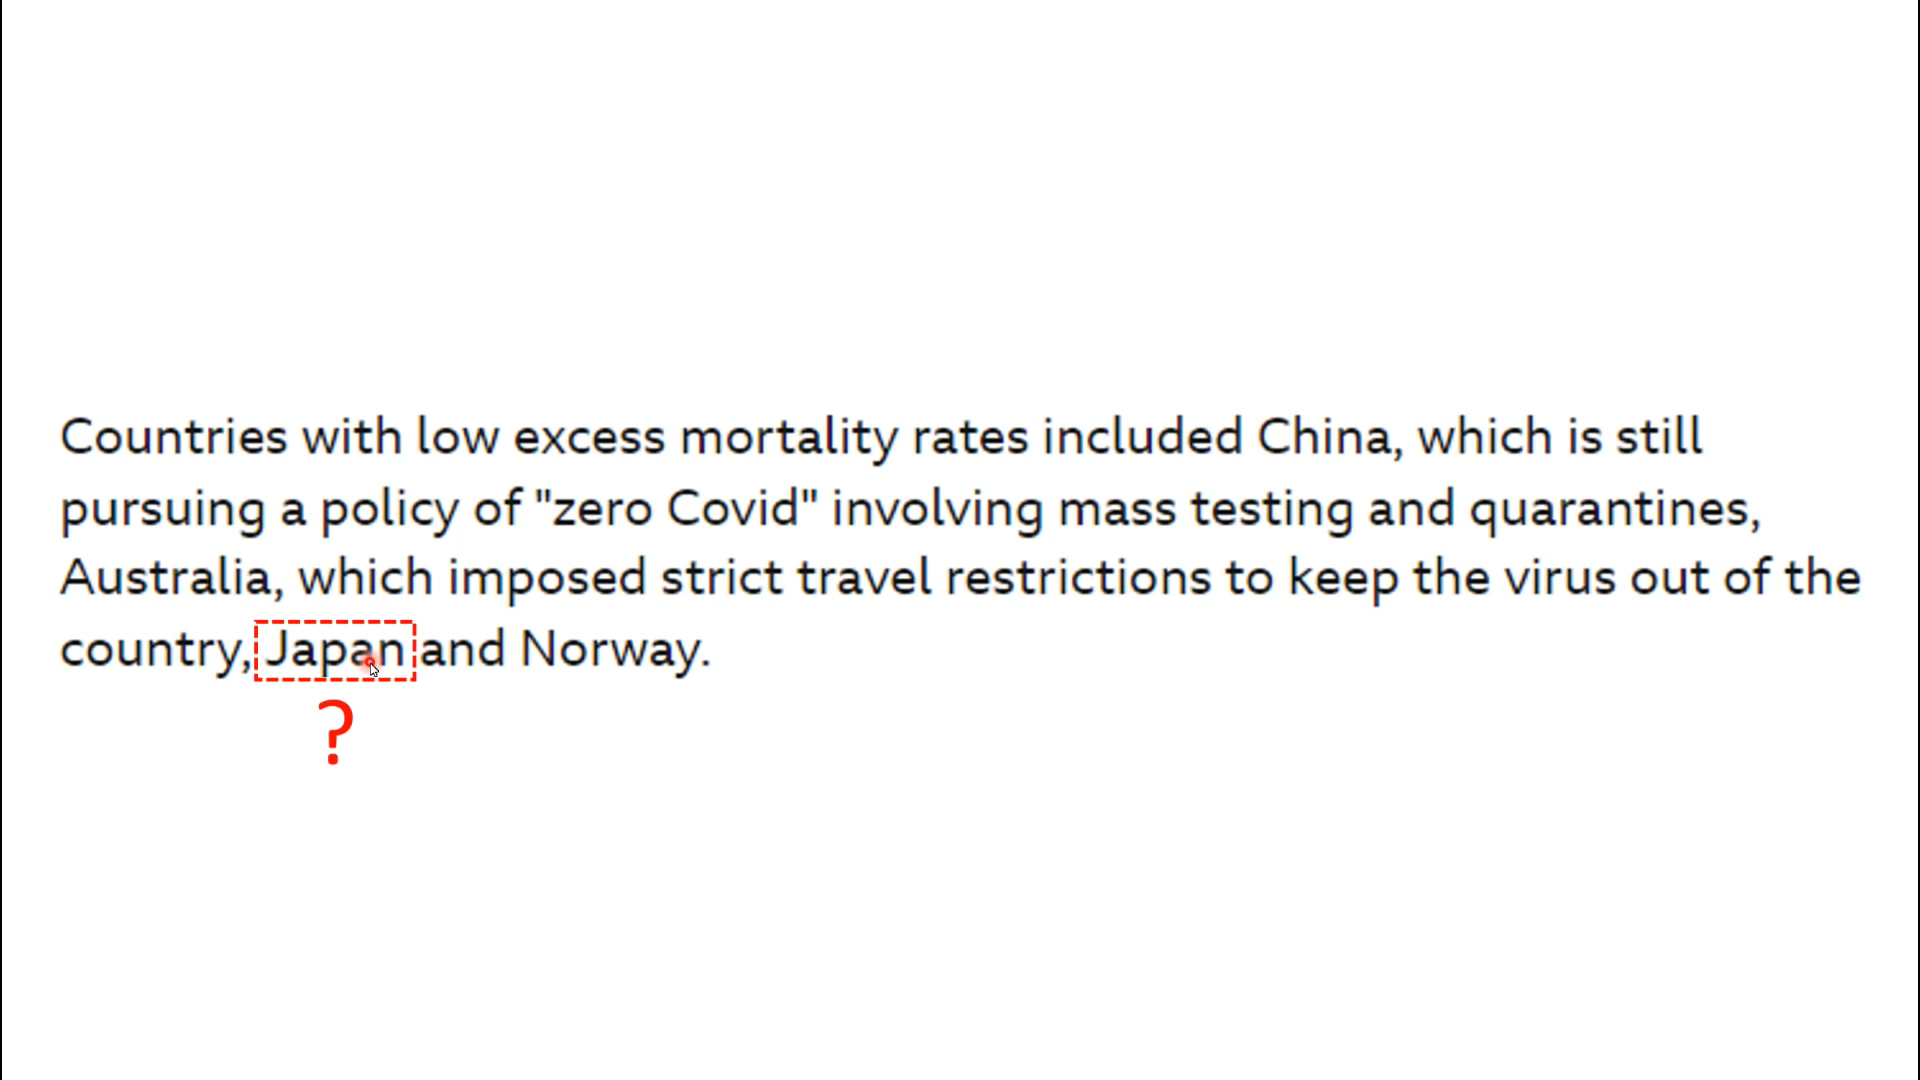 Countries with low excess mortality rates included China, which is still
pursuing a policy of "zero Covid" involving mass testing and quarantines,
Australia, which imposed strict travel restrictions to keep the virus out of the
country, Japan and Norway.
?